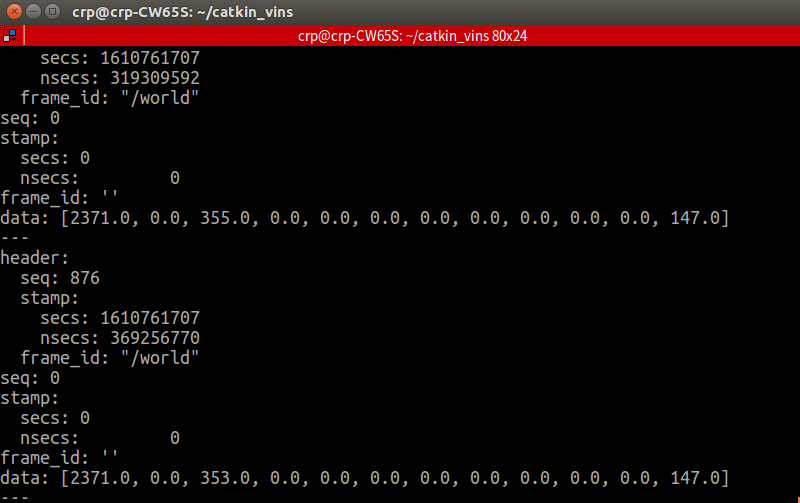 crp@crp-CW65S: ~/catkin_vins
crp@crp-CW65S: ~/catkin_vins 80x24
    secs: 1610761707
    nsecs: 319309592
  frame_id: "/world"
seq: 0
stamp:
  secs: 0
  nsecs:         0
frame_id: ''
data: [2371.0, 0.0, 355.0, 0.0, 0.0, 0.0, 0.0, 0.0, 0.0, 0.0, 0.0, 147.0]
---
header:
  seq: 876
  stamp:
    secs: 1610761707
    nsecs: 369256770
  frame_id: "/world"
seq: 0
stamp:
  secs: 0
  nsecs:         0
frame_id: ''
data: [2371.0, 0.0, 353.0, 0.0, 0.0, 0.0, 0.0, 0.0, 0.0, 0.0, 0.0, 147.0]
---